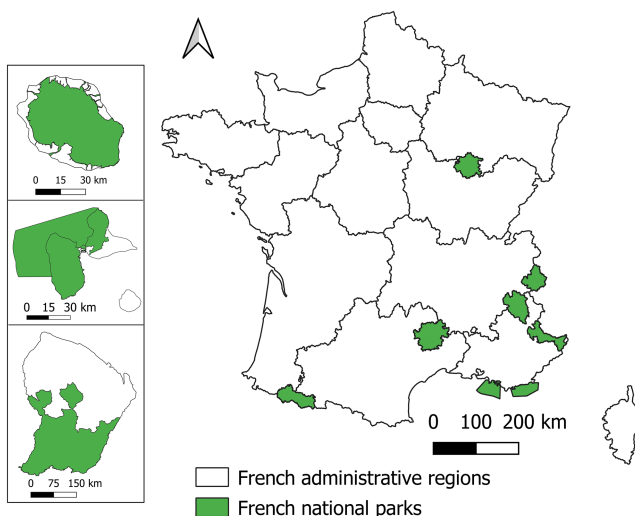 0 15 30 km
0 15 30 km
0 75 150 km
0 100 200 km
French administrative regions
French national parks